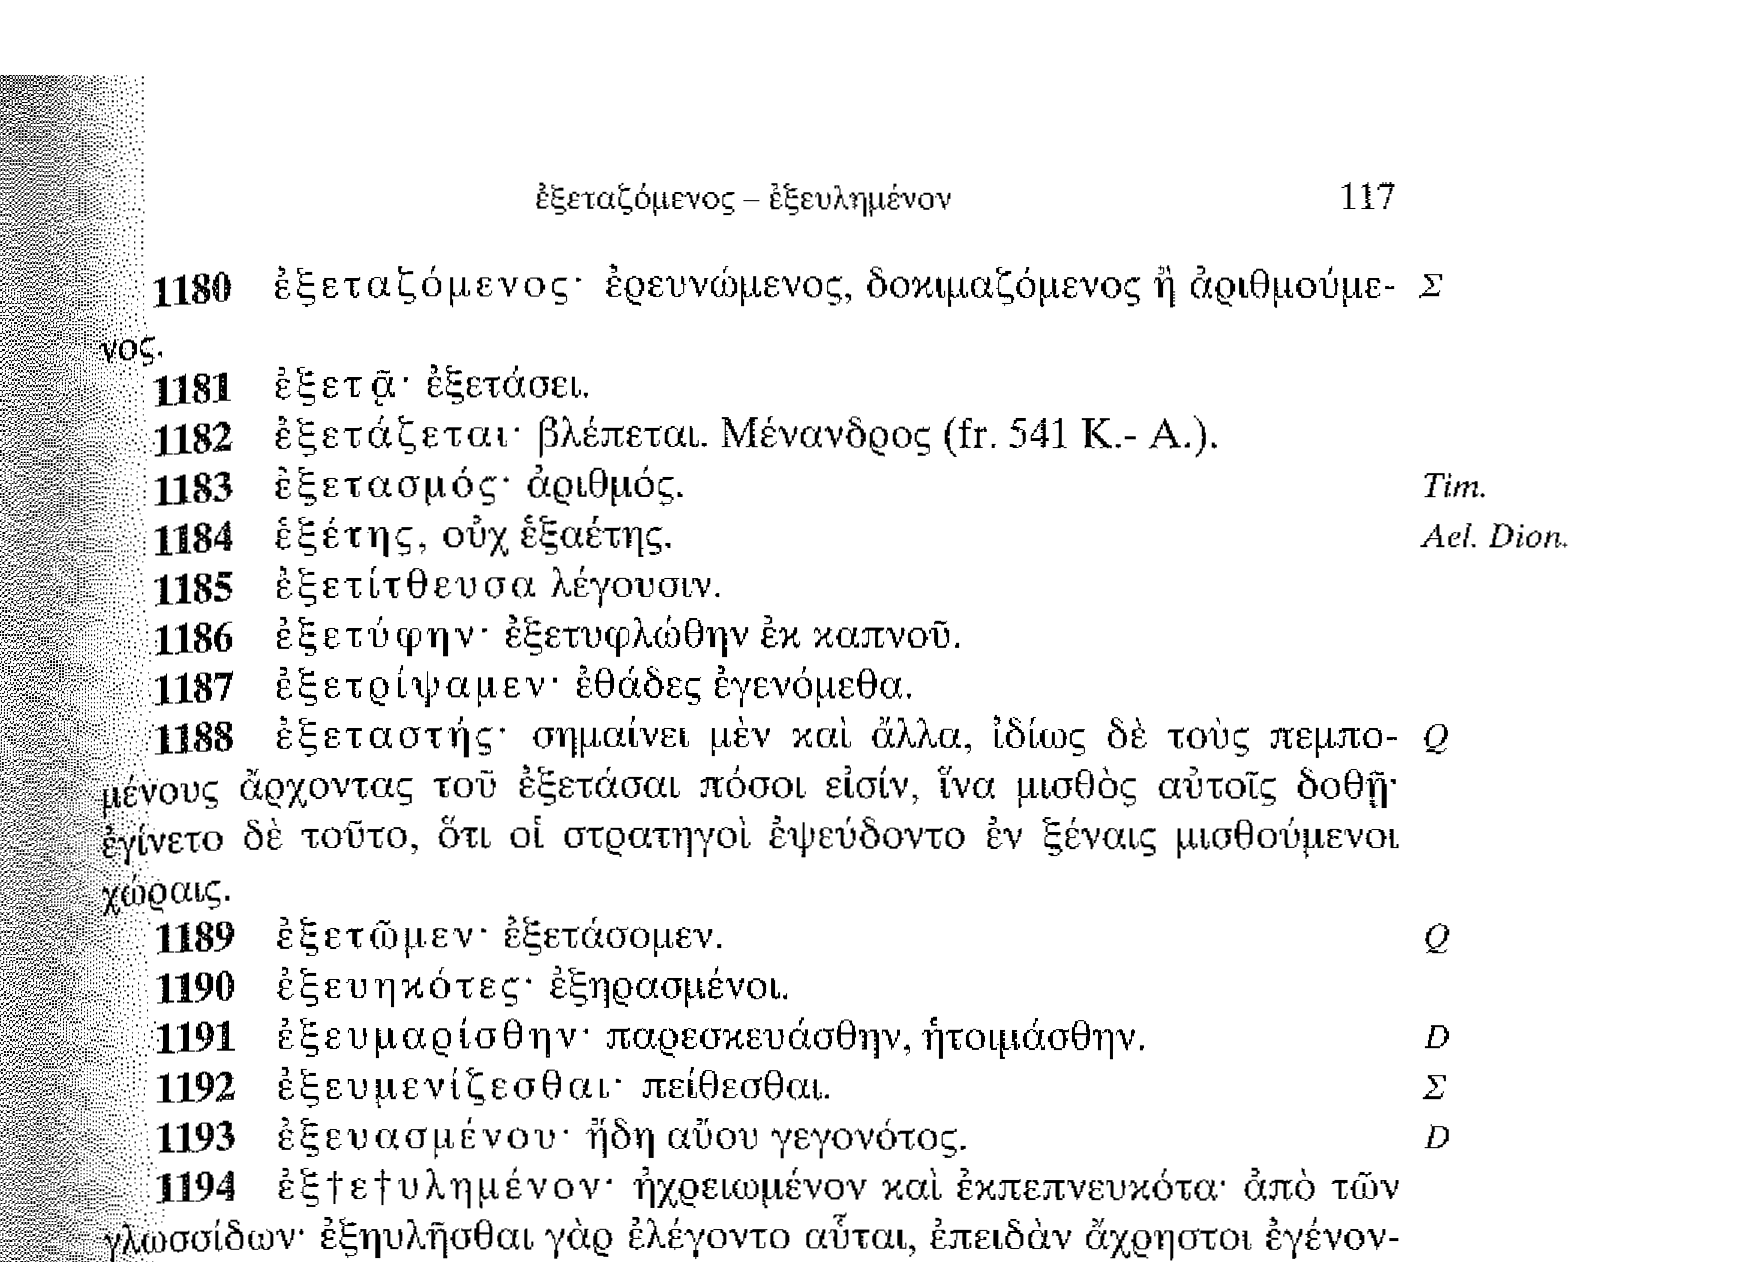 ἐξεταζόμενος – ἐξευλημένον 117
1180 ἐξεταζόμενος· ἐρευνώμενος, δοκιμαζόμενος ἢ ἀριθμούμε- Σ
νος.
1181 ἐξετᾷ· ἐξετάσει.
1182 ἐξετάζεται· βλέπεται. Μένανδρος (fr. 541 K.- A.).
1183 ἐξετασμός· ἀριθμός. Tim.
1184 ἑξέτης, οὐχ ἑξαέτης. Ael. Dion.
1185 ἐξετίτθευσα λέγουσιν.
1186 ἐξετύφην· ἐξετυφλώθην ἐκ καπνοῦ.
1187 ἐξετρίψαμεν· ἐθάδες ἐγενόμεθα.
1188 ἐξεταστής· σημαίνει μὲν καὶ ἄλλα, ἰδίως δὲ τοὺς πεμπο- Q
μένους ἄρχοντας τοῦ ἐξετάσαι πόσοι εἰσίν, ἵνα μισθὸς αὐτοῖς δοθῇ·
ἐγίνετο δὲ τοῦτο, ὅτι οἱ στρατηγοὶ ἐψεύδοντο ἐν ξέναις μισθούμενοι
χώραις.
1189 ἐξετῶμεν· ἐξετάσομεν. Q
1190 ἐξευηκότες· ἐξηρασμένοι.
1191 ἐξευμαρίσθην· παρεσκευάσθην, ἡτοιμάσθην. D
1192 ἐξευμενίζεσθαι· πείθεσθαι. Σ
1193 ἐξευασμένου· ἤδη αὔου γεγονότος. D
1194 ἐξ†ε†υλημένον· ἠχρειωμένον καὶ ἐκπεπνευκότα· ἀπὸ τῶν
γλωσσίδων· ἐξηυλῆσθαι γὰρ ἐλέγοντο αὗται, ἐπειδὰν ἄχρηστοι ἐγένον-